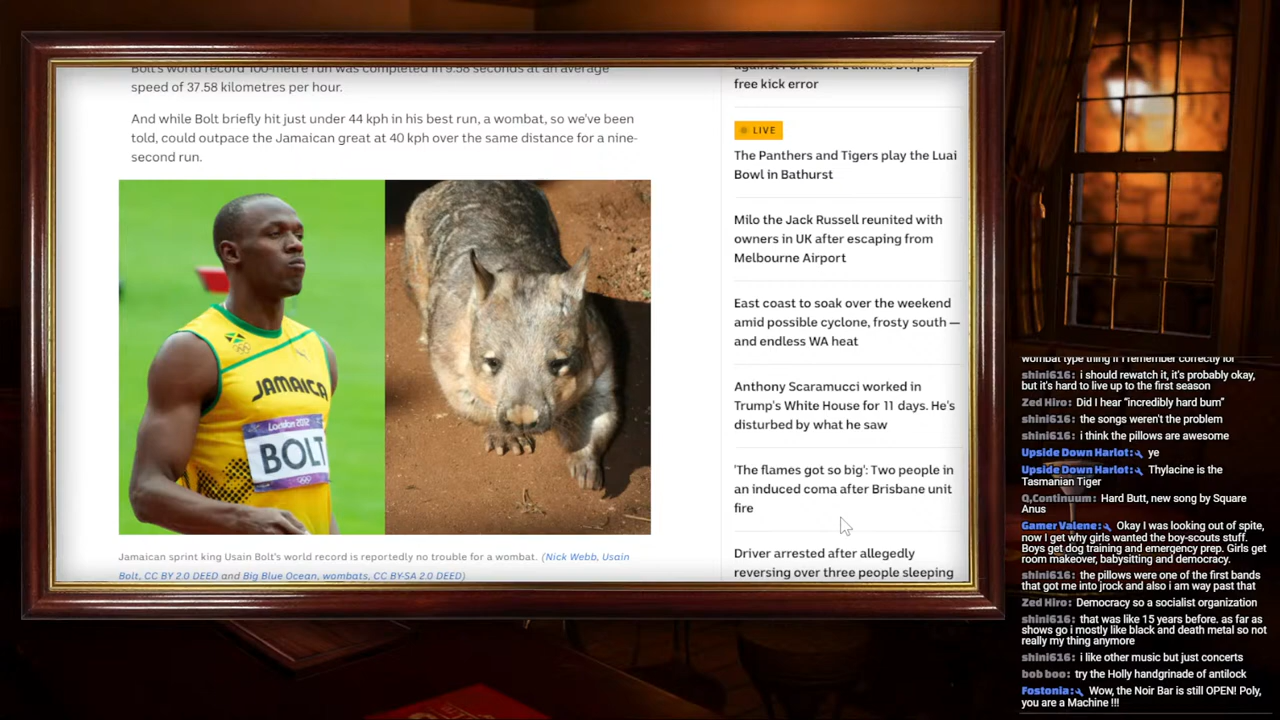 Bolt's world record 100-metre run was completed in 9.58 seconds at an average
speed of 37.58 kilometres per hour.
And while Bolt briefly hit just under 44 kph in his best run, a wombat, so we've been
told, could outpace the Jamaican great at 40 kph over the same distance for a nine-
second run.
JAMAICA
London 2012
BOLT
Jamaican sprint king Usain Bolt's world record is reportedly no trouble for a wombat. (Nick Webb, Usain
Bolt, CC BY 2.0 DEED and Big Blue Ocean, wombats, CC BY-SA 2.0 DEED)
free kick error
LIVE
The Panthers and Tigers play the Luai
Bowl in Bathurst
Milo the Jack Russell reunited with
owners in UK after escaping from
Melbourne Airport
East coast to soak over the weekend
amid possible cyclone, frosty south —
and endless WA heat
Anthony Scaramucci worked in
Trump's White House for 11 days. He's
disturbed by what he saw
'The flames got so big': Two people in
an induced coma after Brisbane unit
fire
Driver arrested after allegedly
reversing over three people sleeping
wombat type thing if I remember correctly lol
shini616: i should rewatch it, it's probably okay,
but it's hard to live up to the first season
Zed Hiro: Did I hear "incredibly hard bum"
shini616: the songs weren't the problem
shini616: i think the pillows are awesome
Upside Down Harlot: ye
Upside Down Harlot: Thylacine is the
Tasmanian Tiger
Q,Continuum: Hard Butt, new song by Square
Anus
Gamer Valene: Okay I was looking out of spite,
now I get why girls wanted the boy-scouts stuff.
Boys get dog training and emergency prep. Girls get
room makeover, babysitting and democracy.
shini616: the pillows were one of the first bands
that got me into jrock and also i am way past that
Zed Hiro: Democracy so a socialist organization
shini616: that was like 15 years before. as far as
shows go i mostly like black and death metal so not
really my thing anymore
shini616: i like other music but just concerts
bob boo: try the Holly handgrinade of antilock
Fostonia: Wow, the Noir Bar is still OPEN! Poly,
you are a Machine !!!